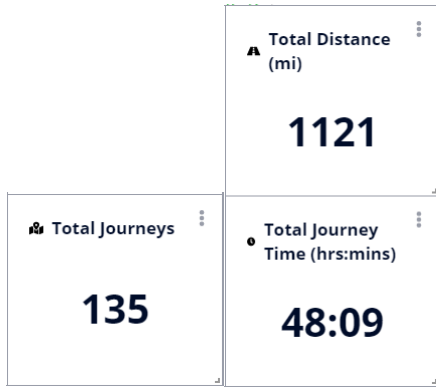 Total Distance
(mi)
1121
Total Journeys
135
Total Journey
Time (hrs:mins)
48:09